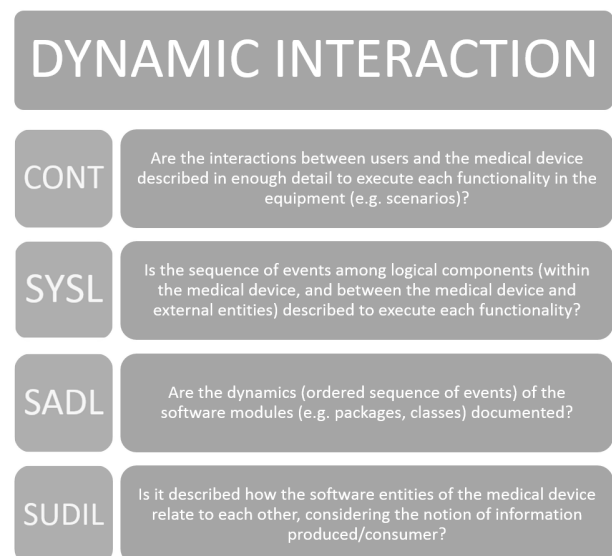 DYNAMIC INTERACTION
CONT
Are the interactions between users and the medical device
described in enough detail to execute each functionality in the
equipment (e.g. scenarios)?
SYSL
Is the sequence of events among logical components (within
the medical device, and between the medical device and
external entities) described to execute each functionality?
SADL
Are the dynamics (ordered sequence of events) of the
software modules (e.g. packages, classes) documented?
SUDIL
Is it described how the software entities of the medical device
relate to each other, considering the notion of information
produced/consumer?